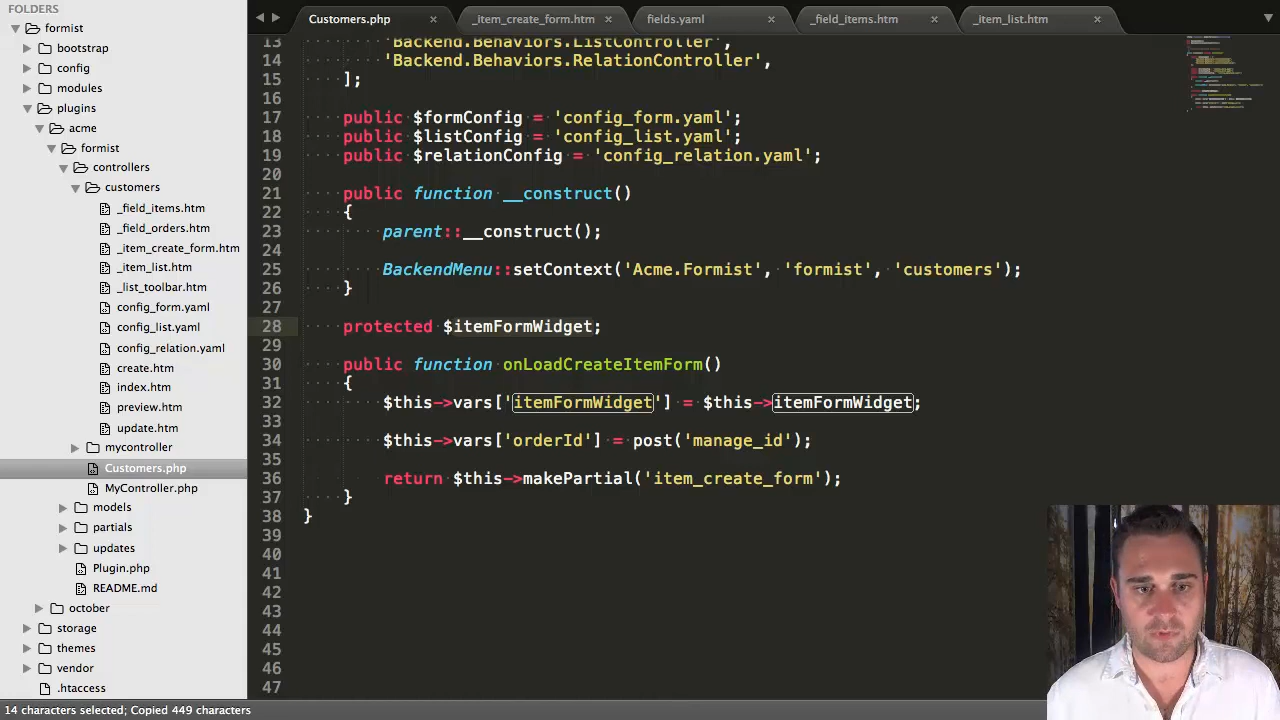 FOLDERS
formist
bootstrap
config
modules
plugins
acme
formist
controllers
customers
_field_items.htm
_field_orders.htm
_item_create_form.htm
_item_list.htm
_list_toolbar.htm
config_form.yaml
config_list.yaml
config_relation.yaml
create.htm
index.htm
preview.htm
update.htm
mycontroller
Customers.php
MyController.php
models
partials
updates
Plugin.php
README.md
october
storage
themes
vendor
.htaccess
Customers.php × _item_create_form.htm × fields.yaml × _field_items.htm × _item_list.htm ×
13 'Backend.Behaviors.ListController',
14 'Backend.Behaviors.RelationController',
15 ];
16
17 public $formConfig = 'config_form.yaml';
18 public $listConfig = 'config_list.yaml';
19 public $relationConfig = 'config_relation.yaml';
20
21 public function __construct()
22 {
23 parent::__construct();
24
25 BackendMenu::setContext('Acme.Formist', 'formist', 'customers');
26 }
27
28 protected $itemFormWidget;
29
30 public function onLoadCreateItemForm()
31 {
32 $this->vars['itemFormWidget'] = $this->itemFormWidget;
33
34 $this->vars['orderId'] = post('manage_id');
35
36 return $this->makePartial('item_create_form');
37 }
38 }
39
40
41
42
43
44
45
46
47
14 characters selected; Copied 449 characters